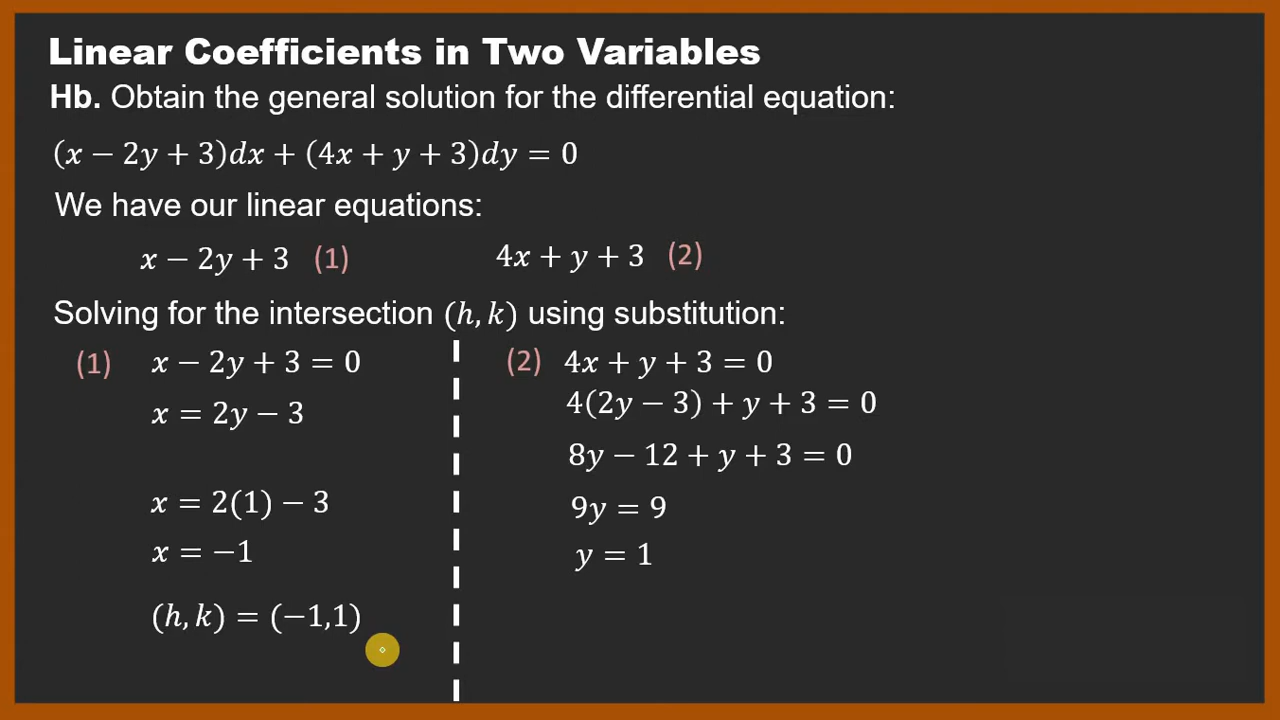 Linear Coefficients in Two Variables
Hb. Obtain the general solution for the differential equation:
(x − 2y + 3)dx + (4x + y + 3)dy = 0
We have our linear equations:
x − 2y + 3 (1) 4x + y + 3 (2)
Solving for the intersection (h, k) using substitution:
(1) x − 2y + 3 = 0
x = 2y − 3
x = 2(1) − 3
x = −1
(h, k) = (−1,1)
(2) 4x + y + 3 = 0
4(2y − 3) + y + 3 = 0
8y − 12 + y + 3 = 0
9y = 9
y = 1